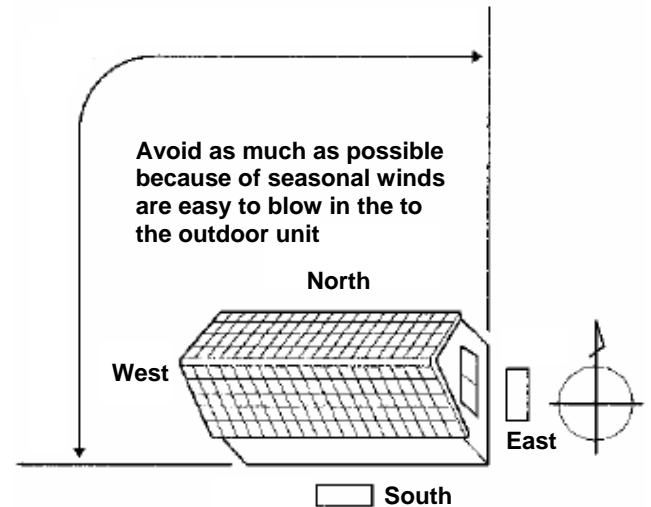 Avoid as much as possible
because of seasonal winds
are easy to blow in the to
the outdoor unit
North
West
East
South